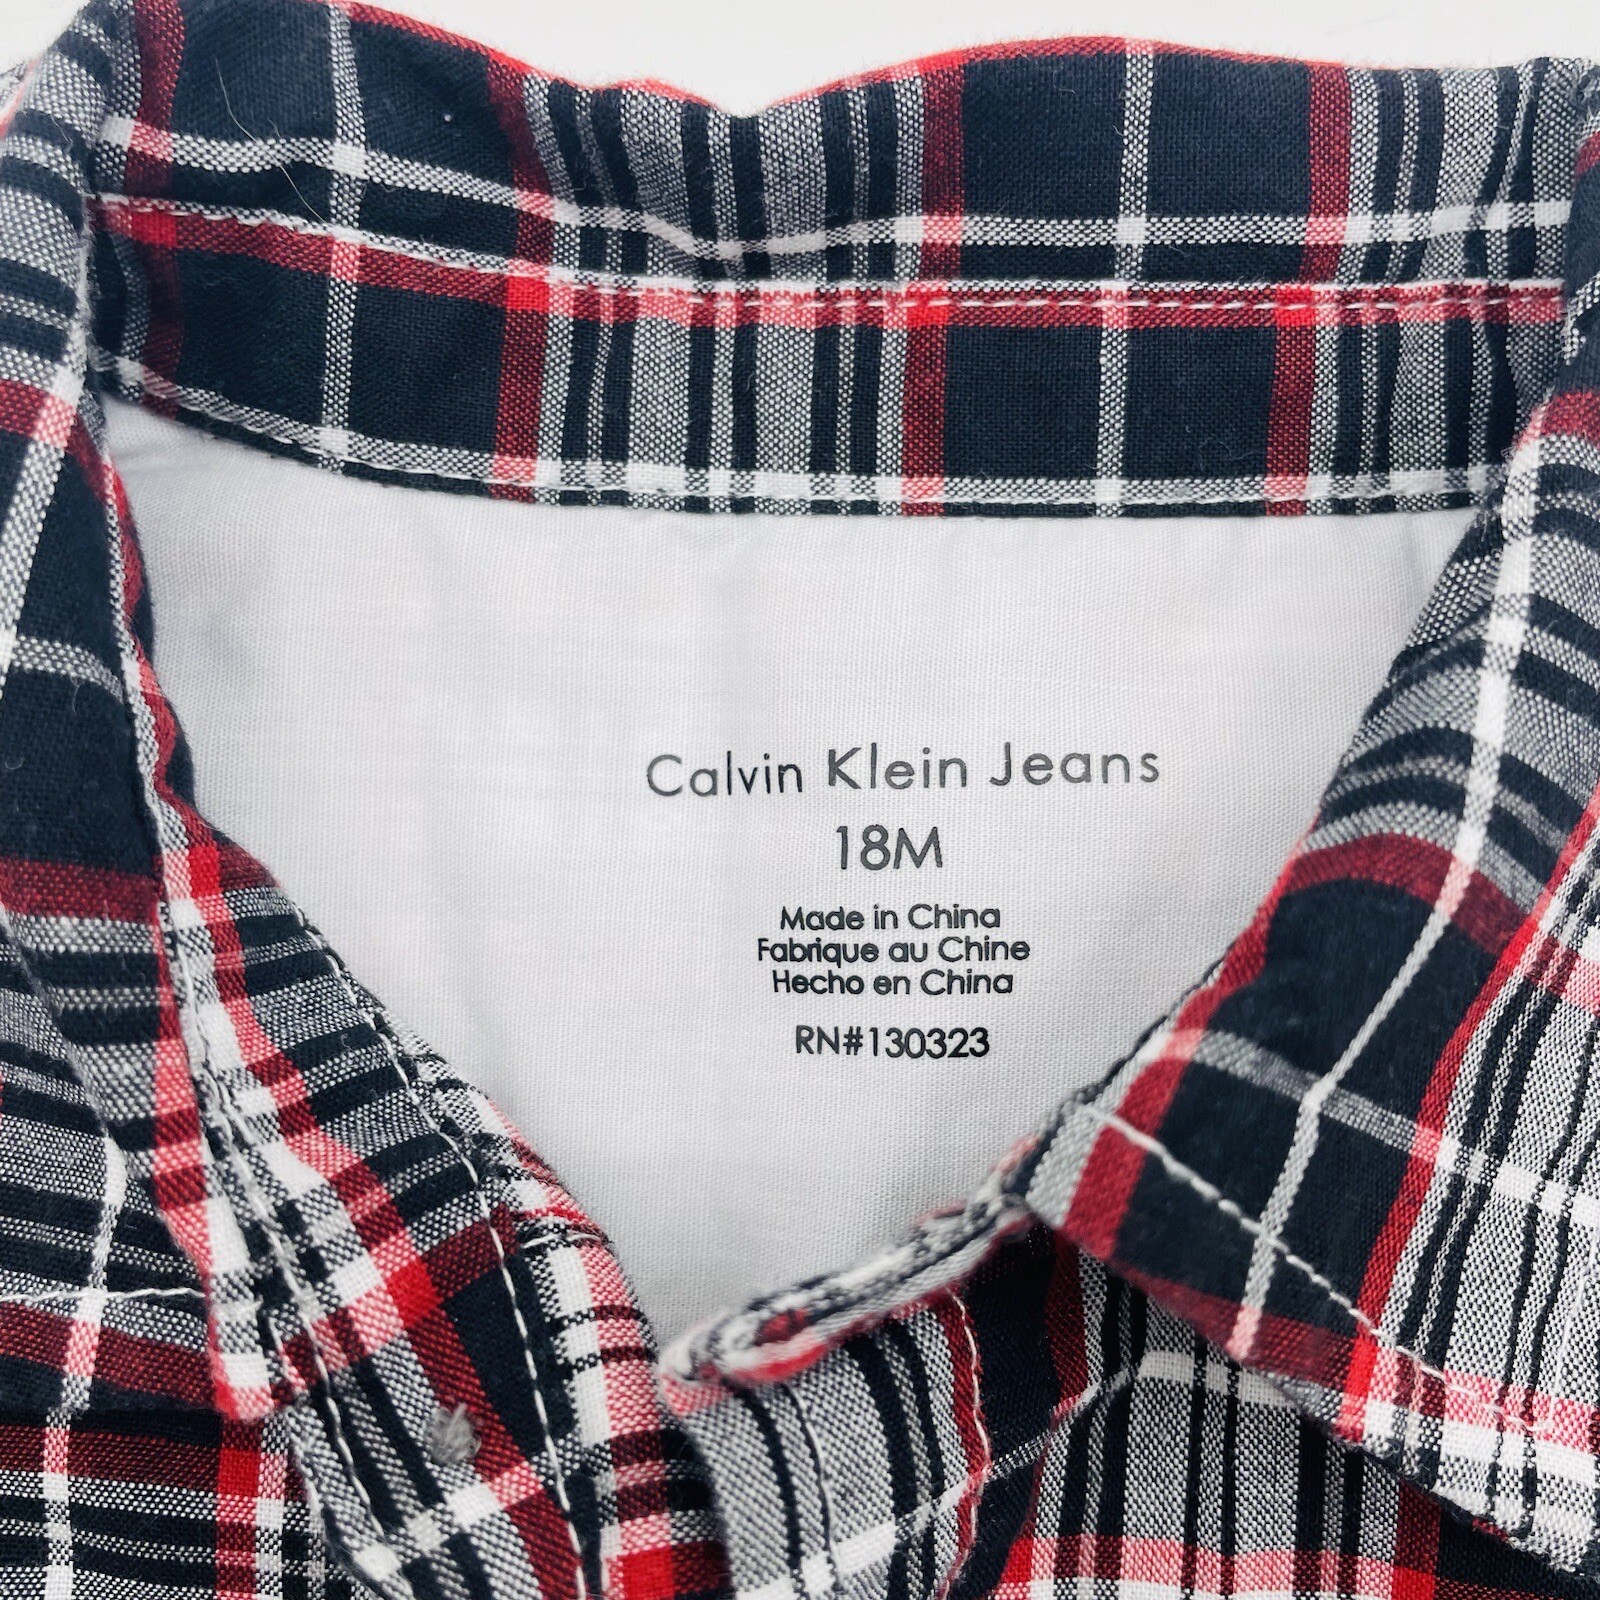 Calvin Klein Jeans
18M
Made in China
Fabrique au Chine
Hecho en China
RN#130323